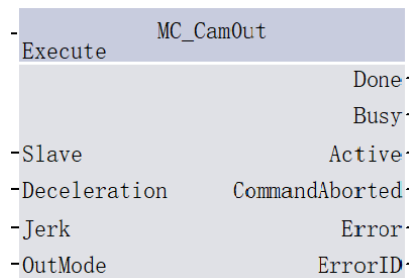 MC_CamOut
Execute
Done
Busy
Slave Active
Deceleration CommandAborted
Jerk Error
OutMode ErrorID